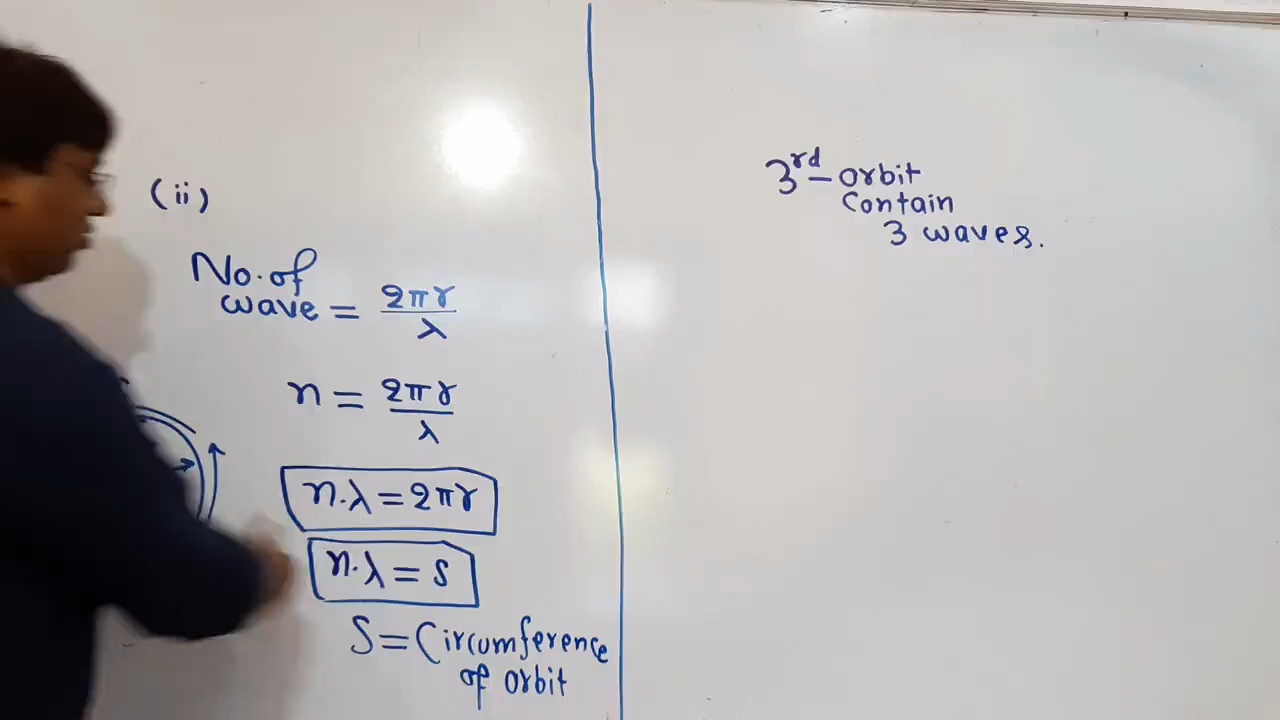 (ii)
No. of
wave = 2πr/λ
n = 2πr/λ
n.λ = 2πr
n.λ = S
S = Circumference
of orbit
3rd orbit
Contain
3 waves.